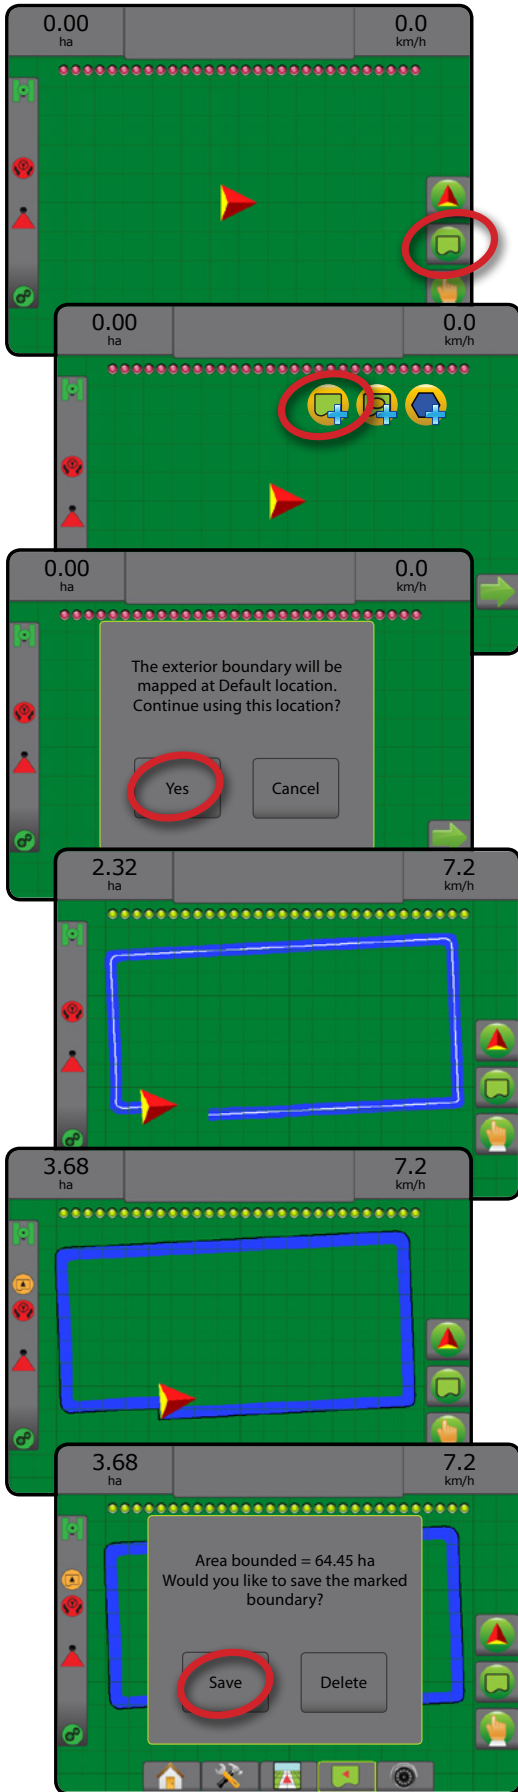 0.00
ha
0.0
km/h
0.00
ha
0.0
km/h
0.00
ha
0.0
km/h
The exterior boundary will be
mapped at Default location.
Continue using this location?
Yes
Cancel
2.32
ha
7.2
km/h
3.68
ha
7.2
km/h
3.68
ha
7.2
km/h
Area bounded = 64.45 ha
Would you like to save the marked
boundary?
Save
Delete